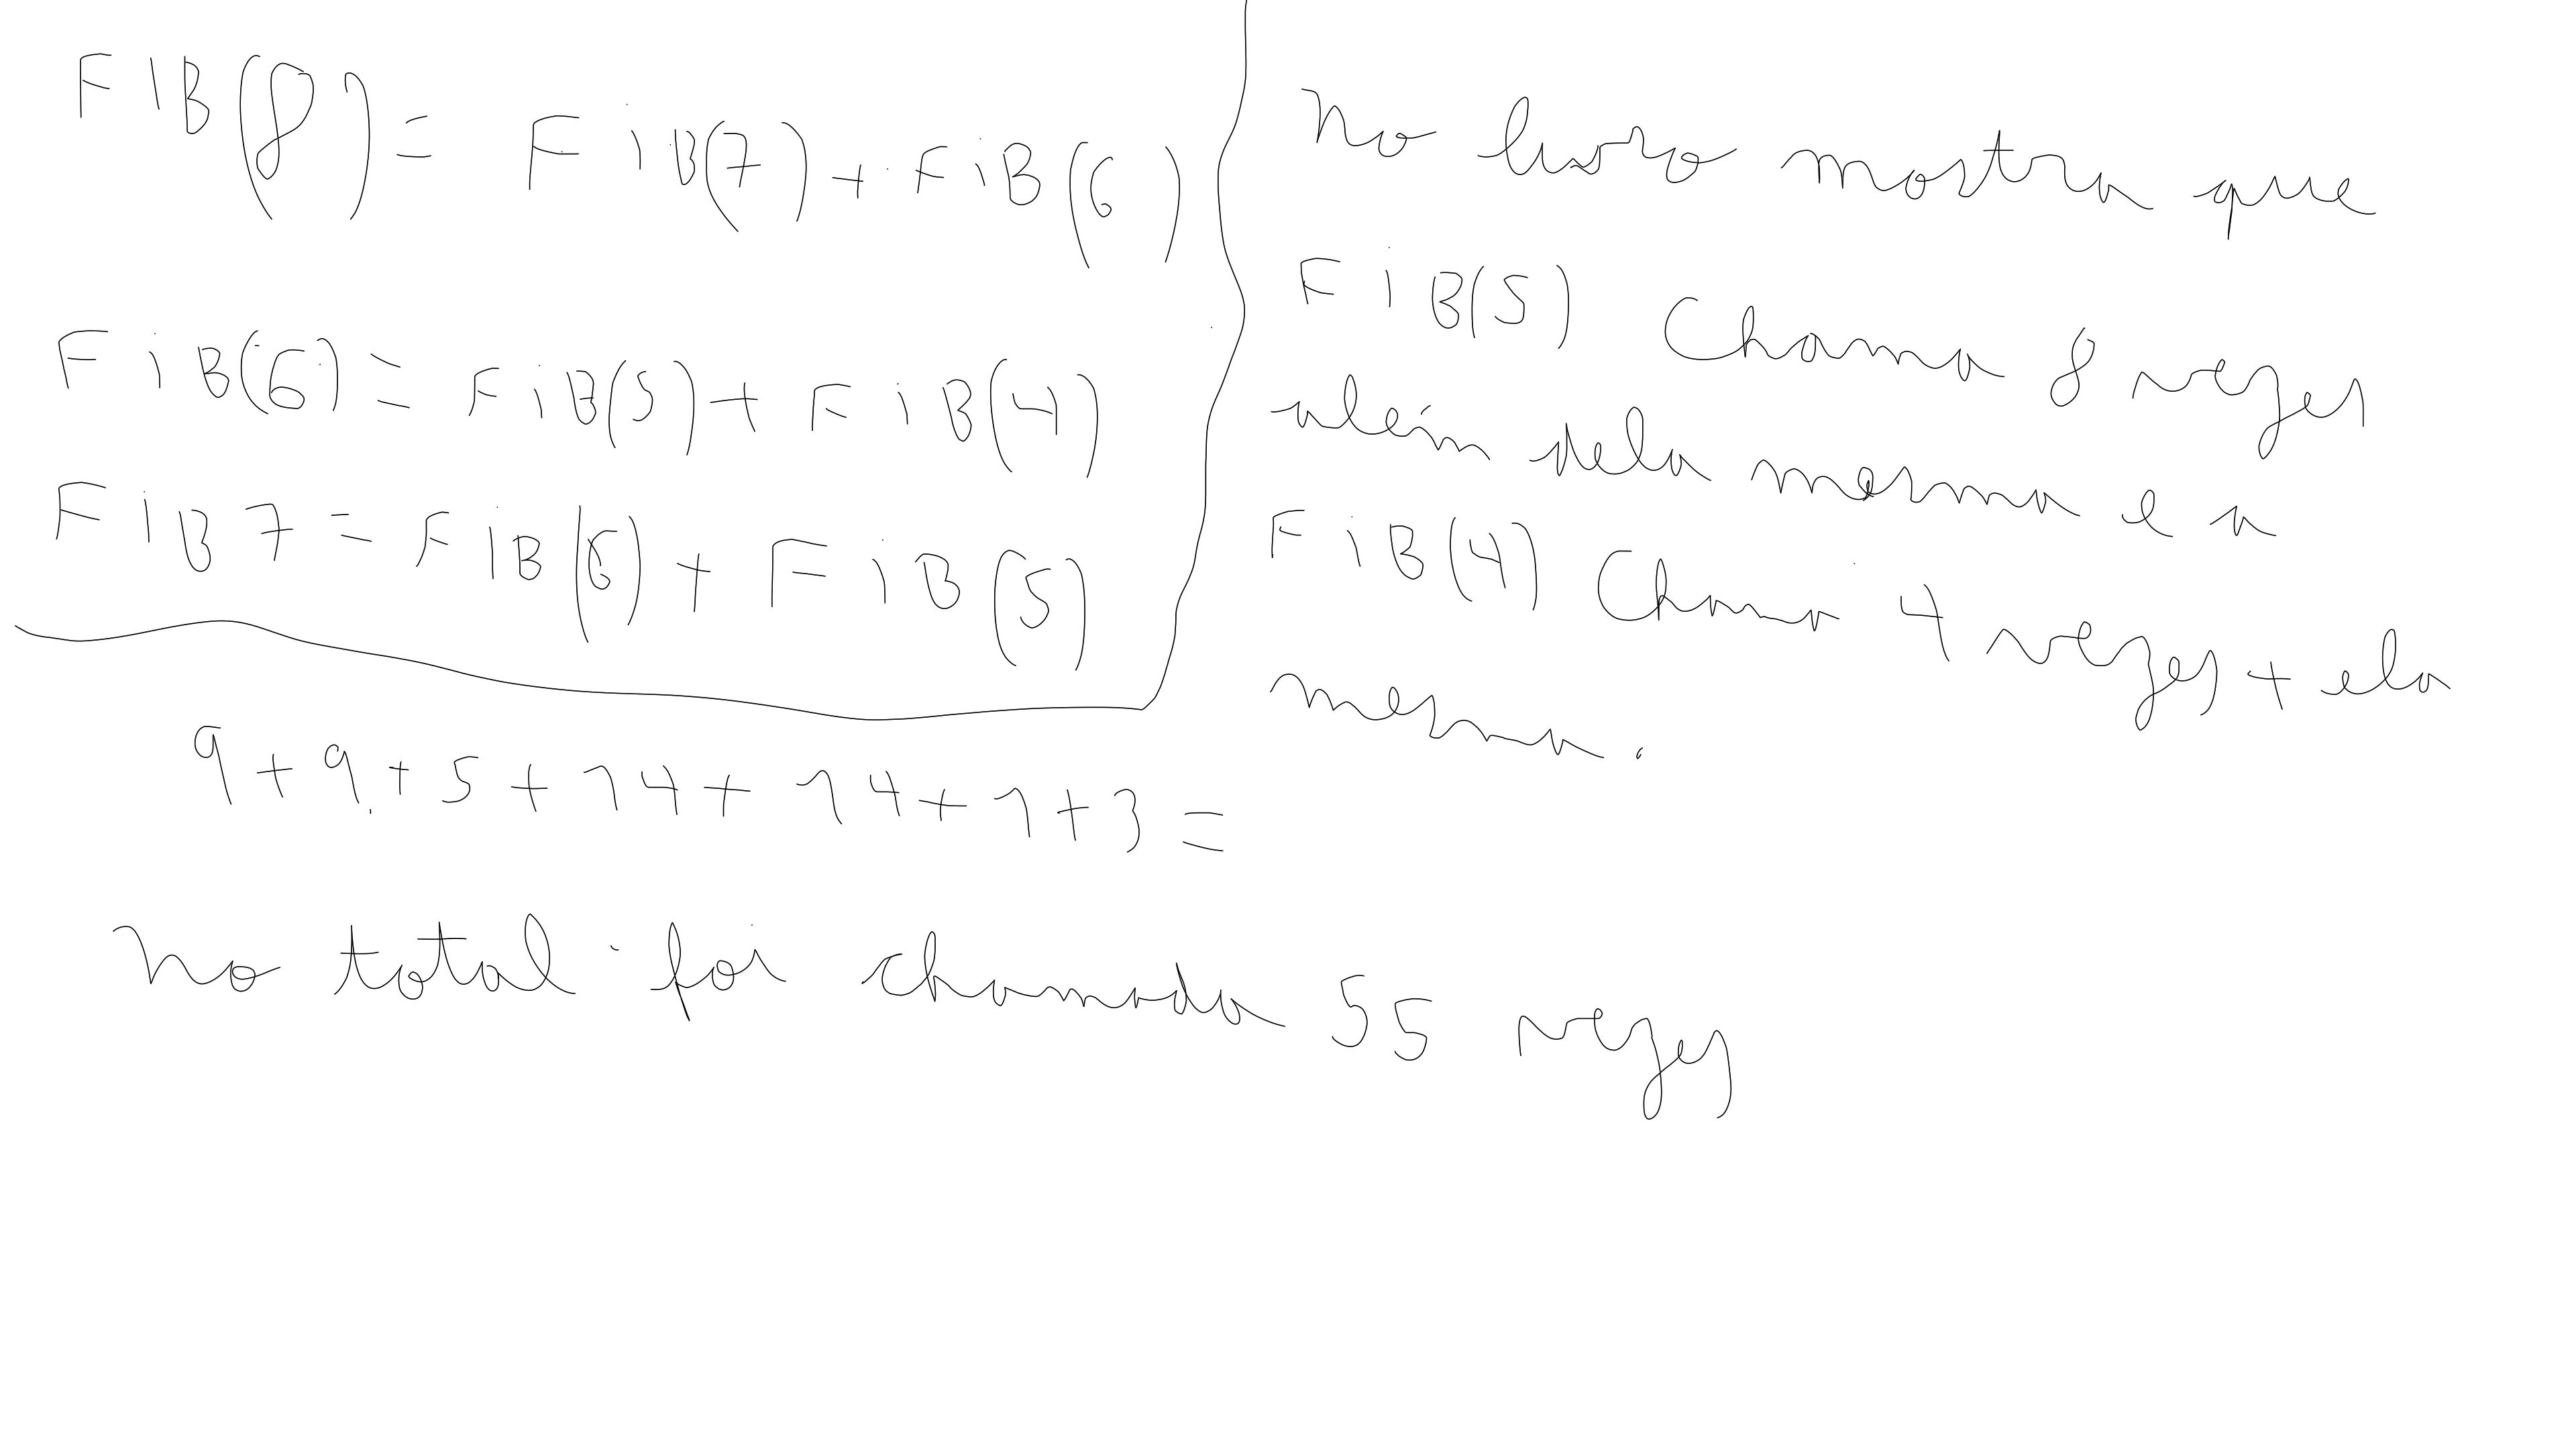 FIB(8) = FiB(7) + FiB(6)
FiB(6) = FiB(5) + FiB(4)
FiB 7 = FIB(6) + FiB(5)
9 + 9 + 5 + 14 + 14 + 1 + 3 =
no total foi chamada 55 vezes
no livro mostra que
FiB(5) Chama 8 vezes
além dela mesma e a
FiB(4) Chama 4 vezes + ela
mesma.